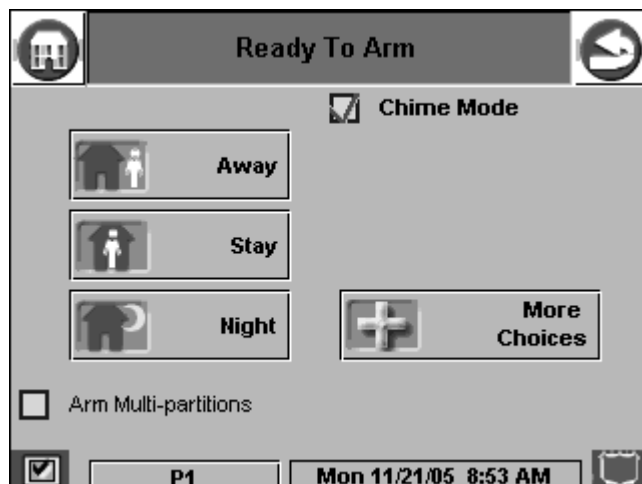 Ready To Arm
Chime Mode
Away
Stay
Night
More
Choices
Arm Multi-partitions
P1
Mon 11/21/05 8:53 AM